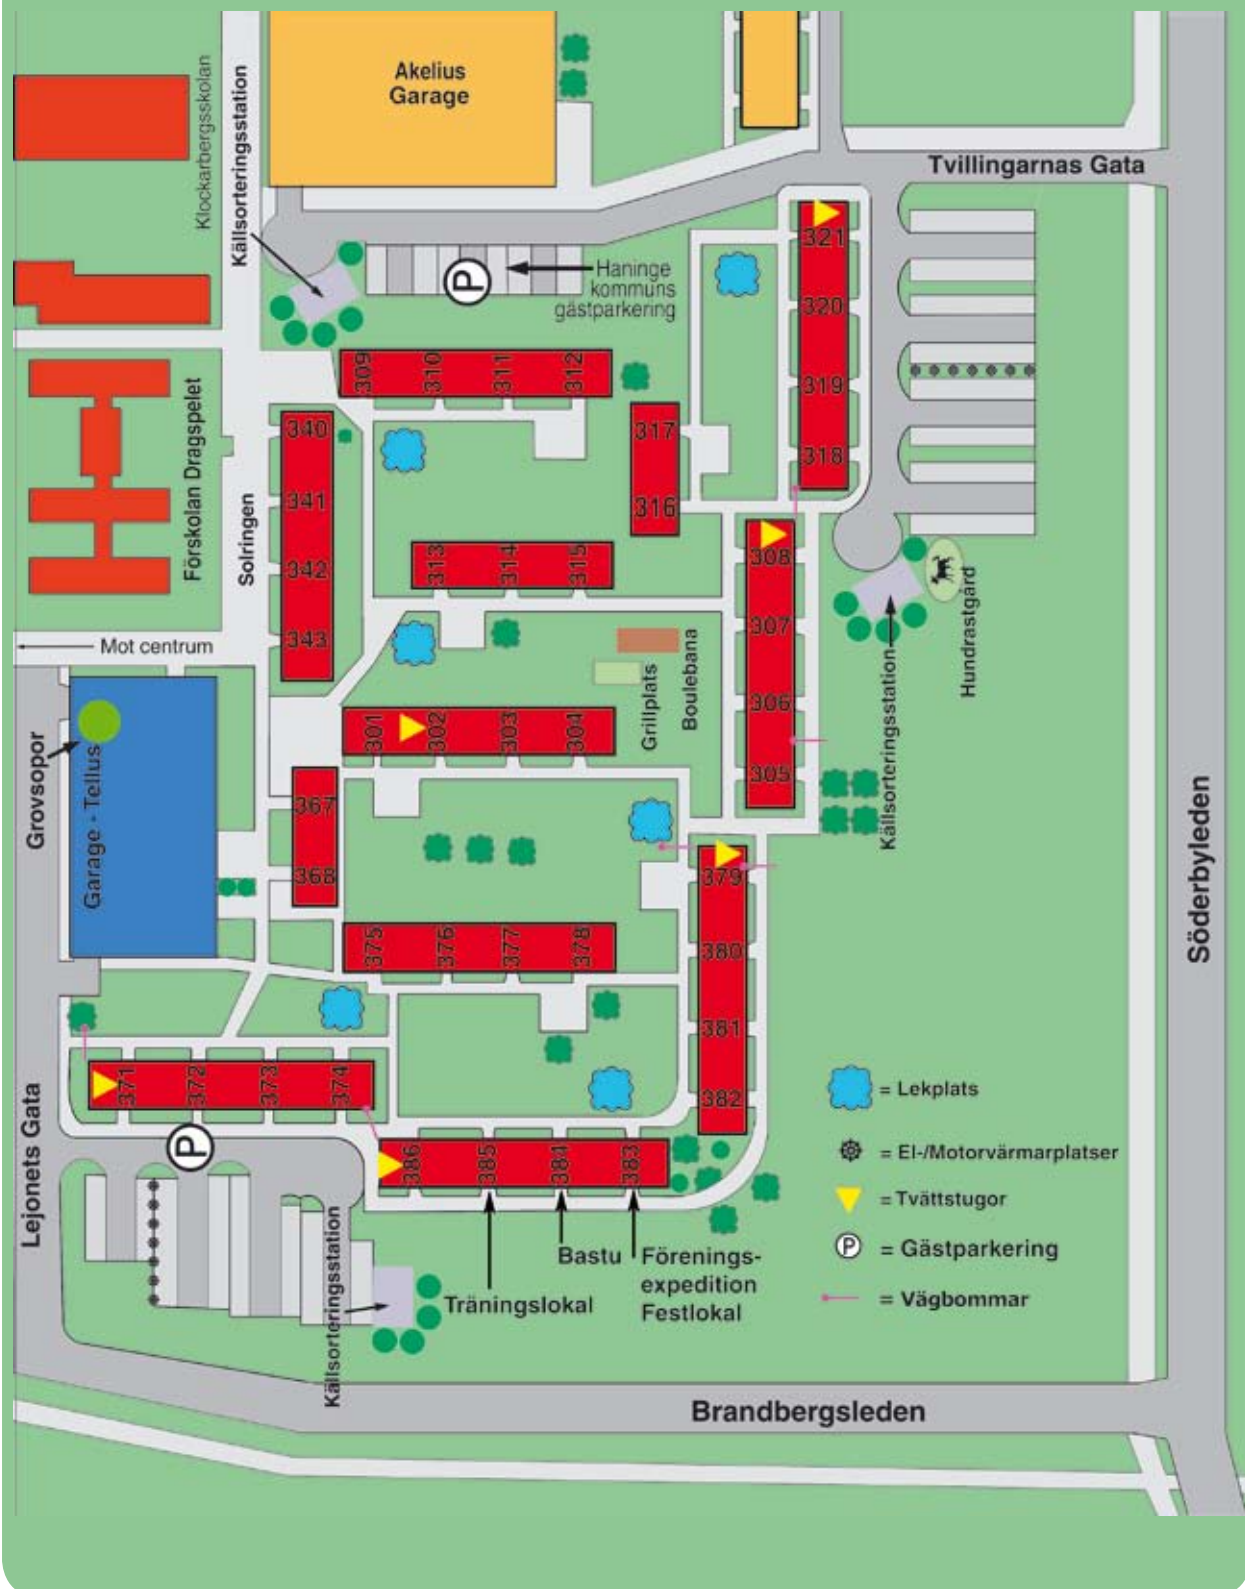 Klockarbergsskolan
Källsorteringsstation
Akelius
Garage
Tvillingarnas Gata
P
Haninge
kommuns
gästparkering
321
320
319
318
309
310
311
312
317
316
Förskolan Dragspelet
Solringen
340
341
342
343
313
314
315
308
307
306
305
Hundrastgård
Källsorteringsstation
Mot centrum
Grovsopor
Garage - Tellus
301
302
303
304
Grillplats
Boulebana
367
368
Söderbyleden
375
376
377
378
379
380
381
382
Lejonets Gata
371
372
373
374
P
386
385
384
383
Källsorteringsstation
Träningslokal
Bastu
Förenings-
expedition
Festlokal
= Lekplats
= El-/Motorvärmarplatser
= Tvättstugor
P = Gästparkering
= Vägbommar
Brandbergsleden